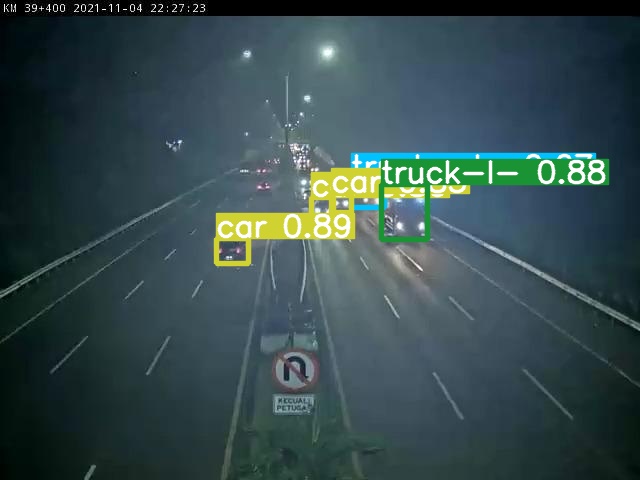 KM 39+400 2021-11-04 22:27:23
truck-l- 0.88
car
car 0.89
KECUALI
PETUGAS